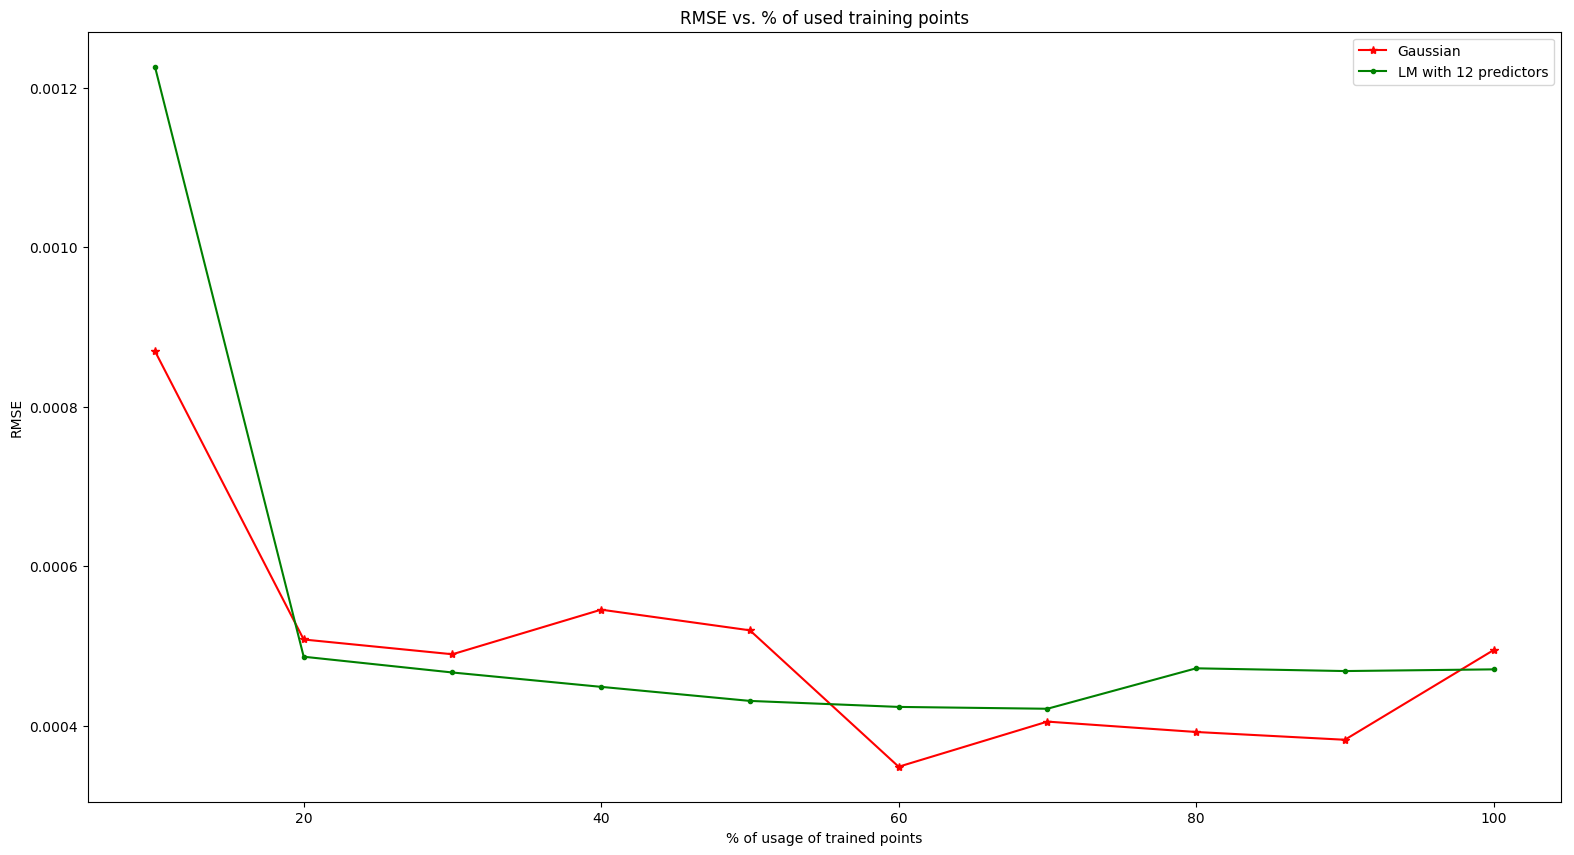 RMSE vs. % of used training points
Gaussian
LM with 12 predictors
0.0012
0.0010
0.0008
0.0006
0.0004
RMSE
20
40
60
80
100
% of usage of trained points